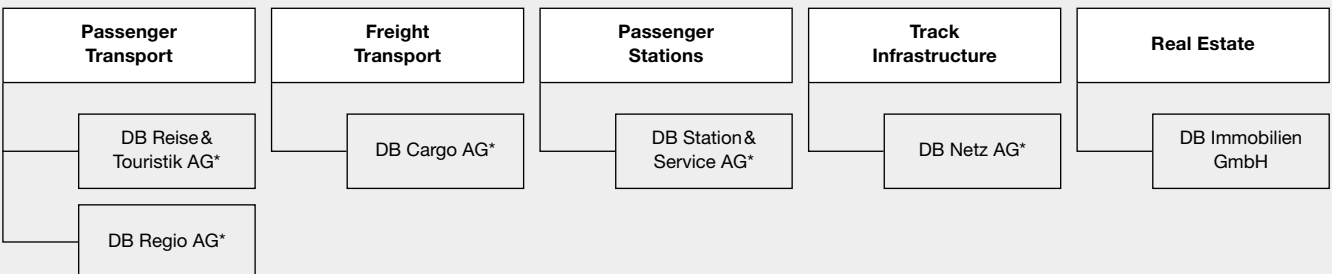 Passenger
Transport
Freight
Transport
Passenger
Stations
Track
Infrastructure
Real Estate
DB Reise &
Touristik AG*
DB Cargo AG*
DB Station &
Service AG*
DB Netz AG*
DB Immobilien
GmbH
DB Regio AG*